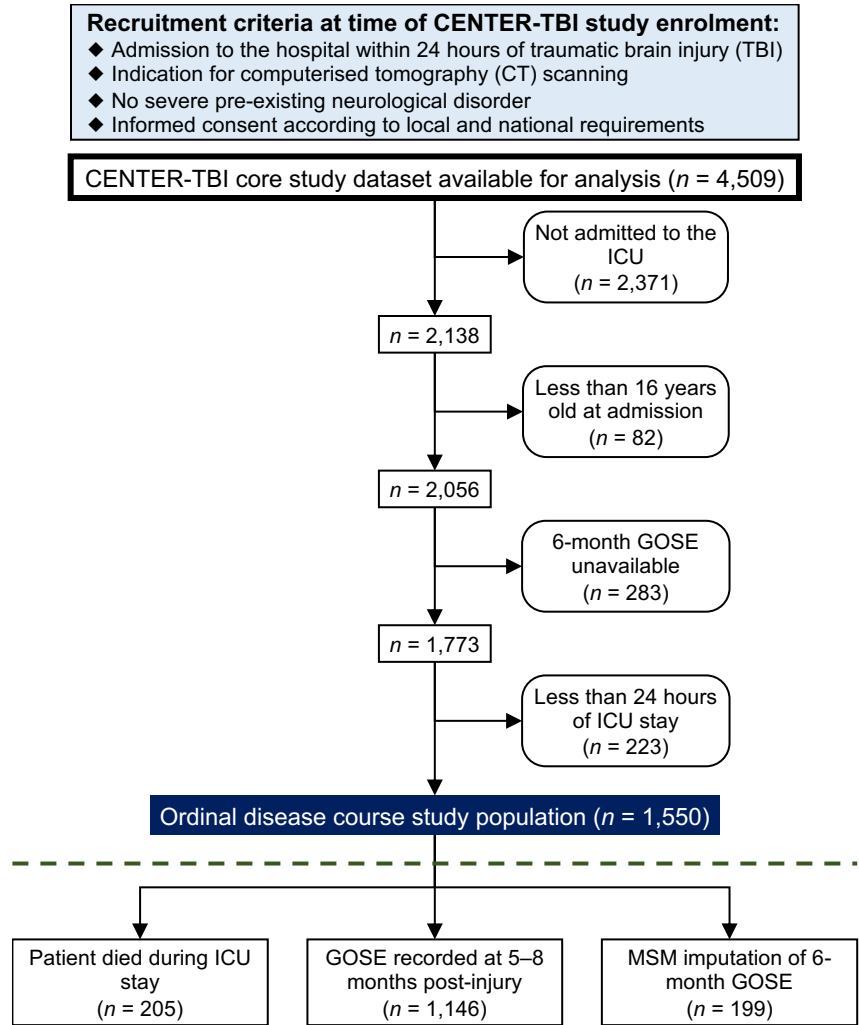 Recruitment criteria at time of CENTER-TBI study enrolment:
◆ Admission to the hospital within 24 hours of traumatic brain injury (TBI)
◆ Indication for computerised tomography (CT) scanning
◆ No severe pre-existing neurological disorder
◆ Informed consent according to local and national requirements
CENTER-TBI core study dataset available for analysis (n = 4,509)
Not admitted to the
ICU
(n = 2,371)
n = 2,138
Less than 16 years
old at admission
(n = 82)
n = 2,056
6-month GOSE
unavailable
(n = 283)
n = 1,773
Less than 24 hours
of ICU stay
(n = 223)
Ordinal disease course study population (n = 1,550)
Patient died during ICU
stay
(n = 205)
GOSE recorded at 5–8
months post-injury
(n = 1,146)
MSM imputation of 6-
month GOSE
(n = 199)